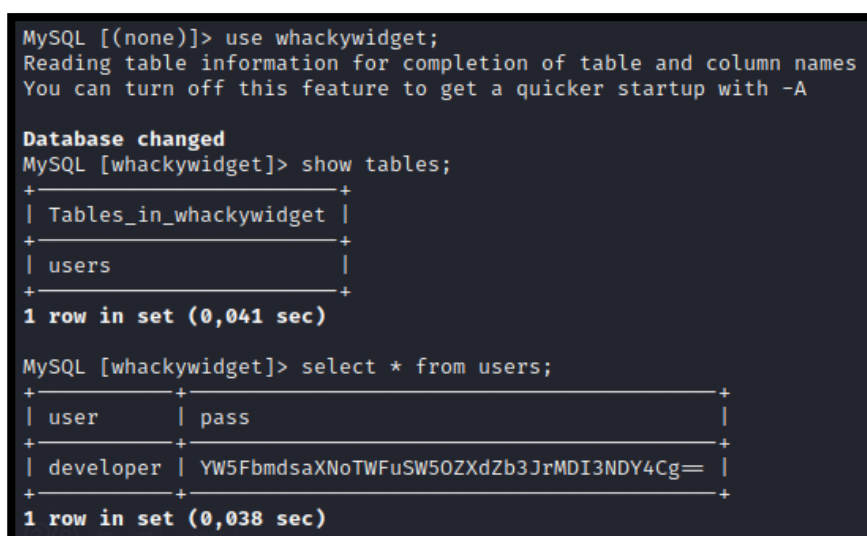 MySQL [(none)]> use whackywidget;
Reading table information for completion of table and column names
You can turn off this feature to get a quicker startup with -A
Database changed
MySQL [whackywidget]> show tables;
+------------------------+
| Tables_in_whackywidget |
+------------------------+
| users                  |
+------------------------+
1 row in set (0,041 sec)
MySQL [whackywidget]> select * from users;
+-----------+------------------------------------------+
| user      | pass                                     |
+-----------+------------------------------------------+
| developer | YW5FbmdsaXNoTWFuSW5OZXdZb3JrMDI3NDY4Cg== |
+-----------+------------------------------------------+
1 row in set (0,038 sec)